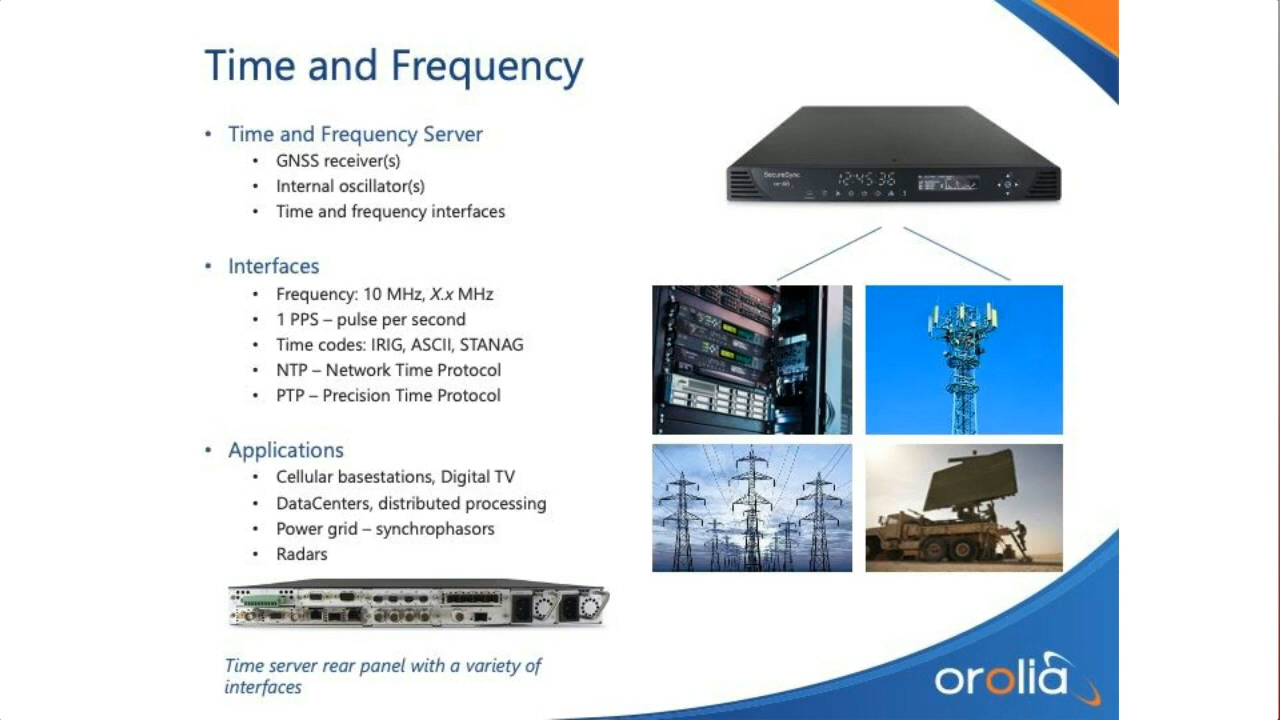 Time and Frequency
• Time and Frequency Server
• GNSS receiver(s)
• Internal oscillator(s)
• Time and frequency interfaces
• Interfaces
• Frequency: 10 MHz, X.x MHz
• 1 PPS – pulse per second
• Time codes: IRIG, ASCII, STANAG
• NTP – Network Time Protocol
• PTP – Precision Time Protocol
• Applications
• Cellular basestations, Digital TV
• DataCenters, distributed processing
• Power grid – synchrophasors
• Radars
Time server rear panel with a variety of
interfaces
SecureSync
12:45 36
orolia